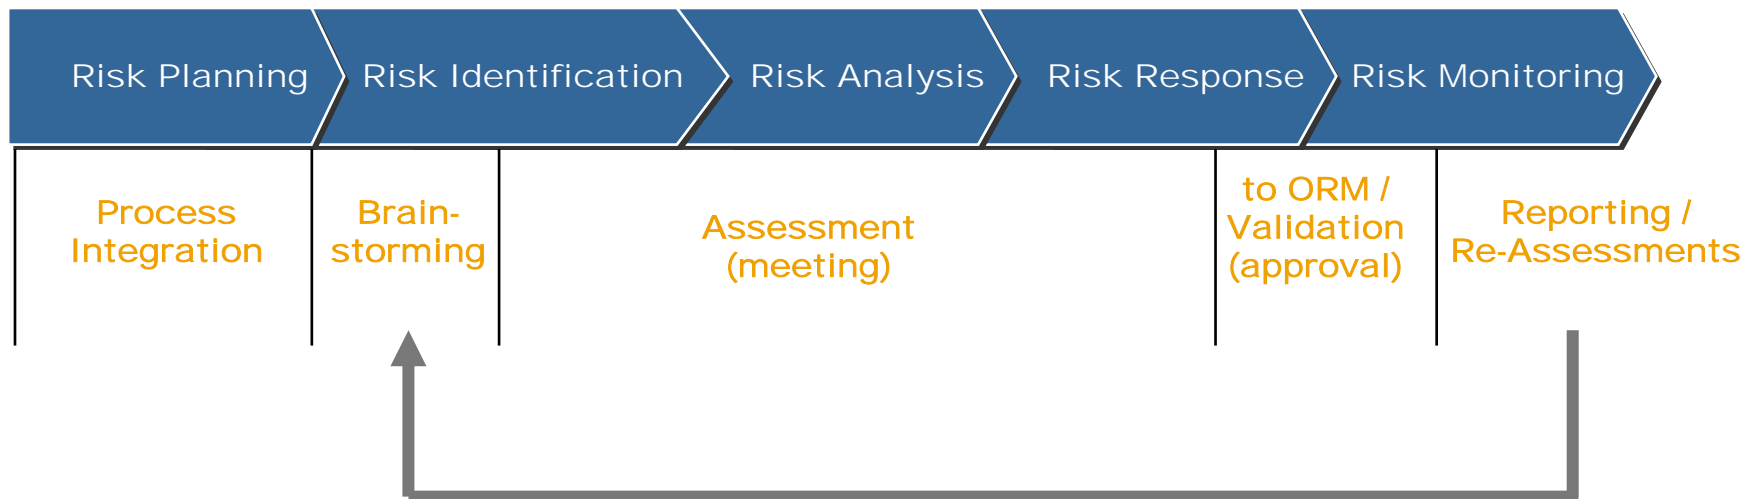 Risk Planning
Risk Identification
Risk Analysis
Risk Response
Risk Monitoring
Process
Integration
Brain-
storming
Assessment
(meeting)
to ORM /
Validation
(approval)
Reporting /
Re-Assessments